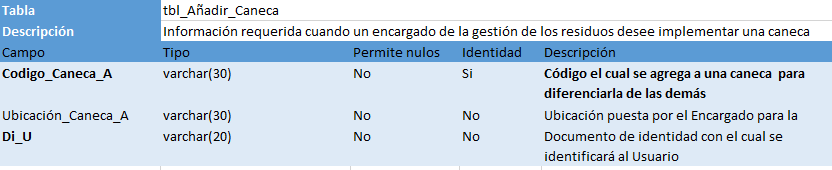 Tabla tbl_Añadir_Caneca
Descripción Información requerida cuando un encargado de la gestión de los residuos desee implementar una caneca
Campo Tipo Permite nulos Identidad Descripción
Codigo_Caneca_A varchar(30) No Si Código el cual se agrega a una caneca para
diferenciarla de las demás
Ubicación_Caneca_A varchar(30) No No Ubicación puesta por el Encargado para la
Di_U varchar(20) No No Documento de identidad con el cual se
identificará al Usuario